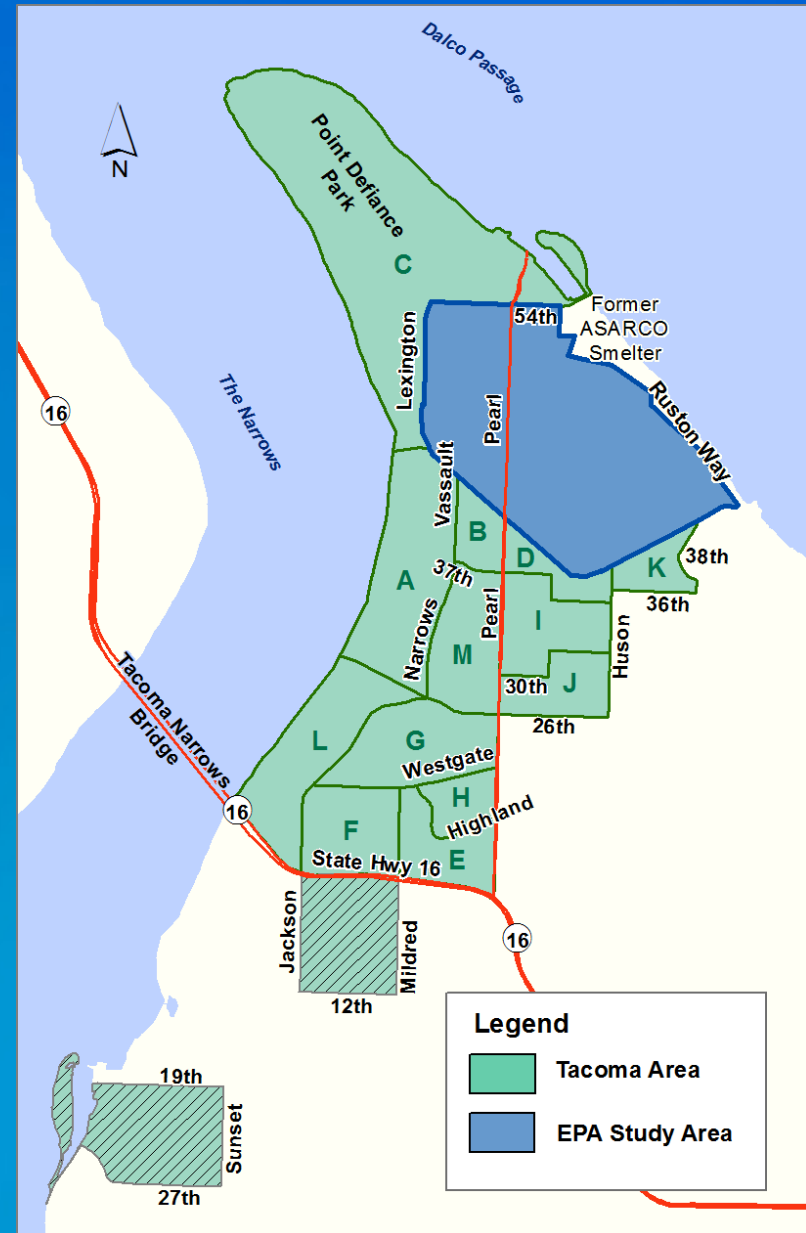 Dalco Passage
N
Point Defiance
Park
C
54th
Former
ASARCO
Smelter
Lexington
Pearl
Ruston Way
The Narrows
16
Vassault
B
D
K
38th
37th
36th
A
Narrows
M
Pearl
I
Huson
30th
J
26th
Tacoma Narrows
Bridge
L
G
Westgate
H
Highland
16
F
E
State Hwy 16
Jackson
Mildred
16
12th
19th
Sunset
27th
Legend
Tacoma Area
EPA Study Area